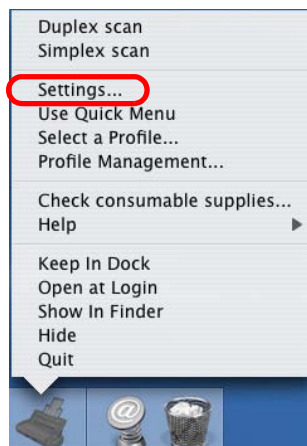 Duplex scan
Simplex scan
Settings...
Use Quick Menu
Select a Profile...
Profile Management...
Check consumable supplies...
Help
Keep In Dock
Open at Login
Show In Finder
Hide
Quit
@